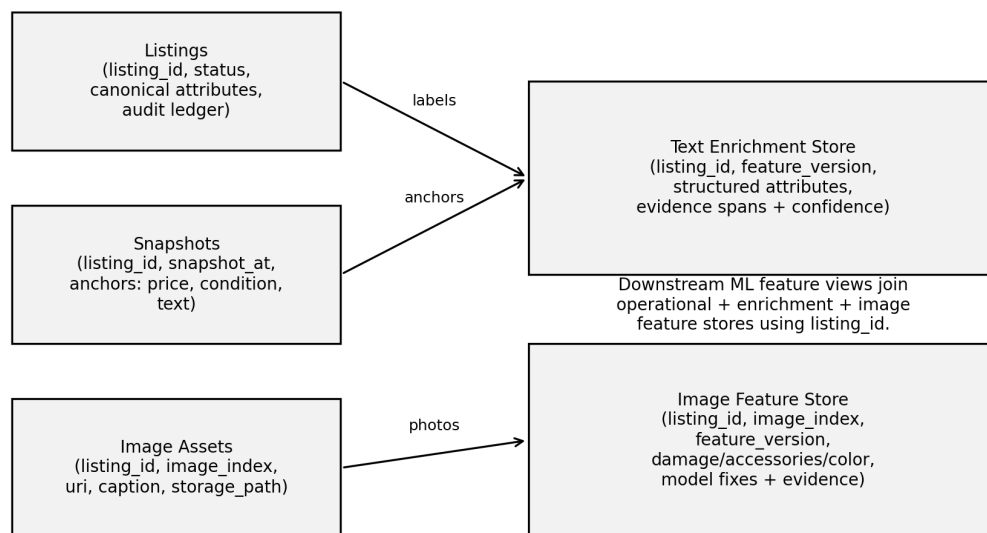 Listings
(listing_id, status,
canonical attributes,
audit ledger)
labels
Snapshots
(listing_id, snapshot_at,
anchors: price, condition,
text)
anchors
Image Assets
(listing_id, image_index,
uri, caption, storage_path)
photos
Text Enrichment Store
(listing_id, feature_version,
structured attributes,
evidence spans + confidence)
Downstream ML feature views join
operational + enrichment + image
feature stores using listing_id.
Image Feature Store
(listing_id, image_index,
feature_version,
damage/accessories/color,
model fixes + evidence)